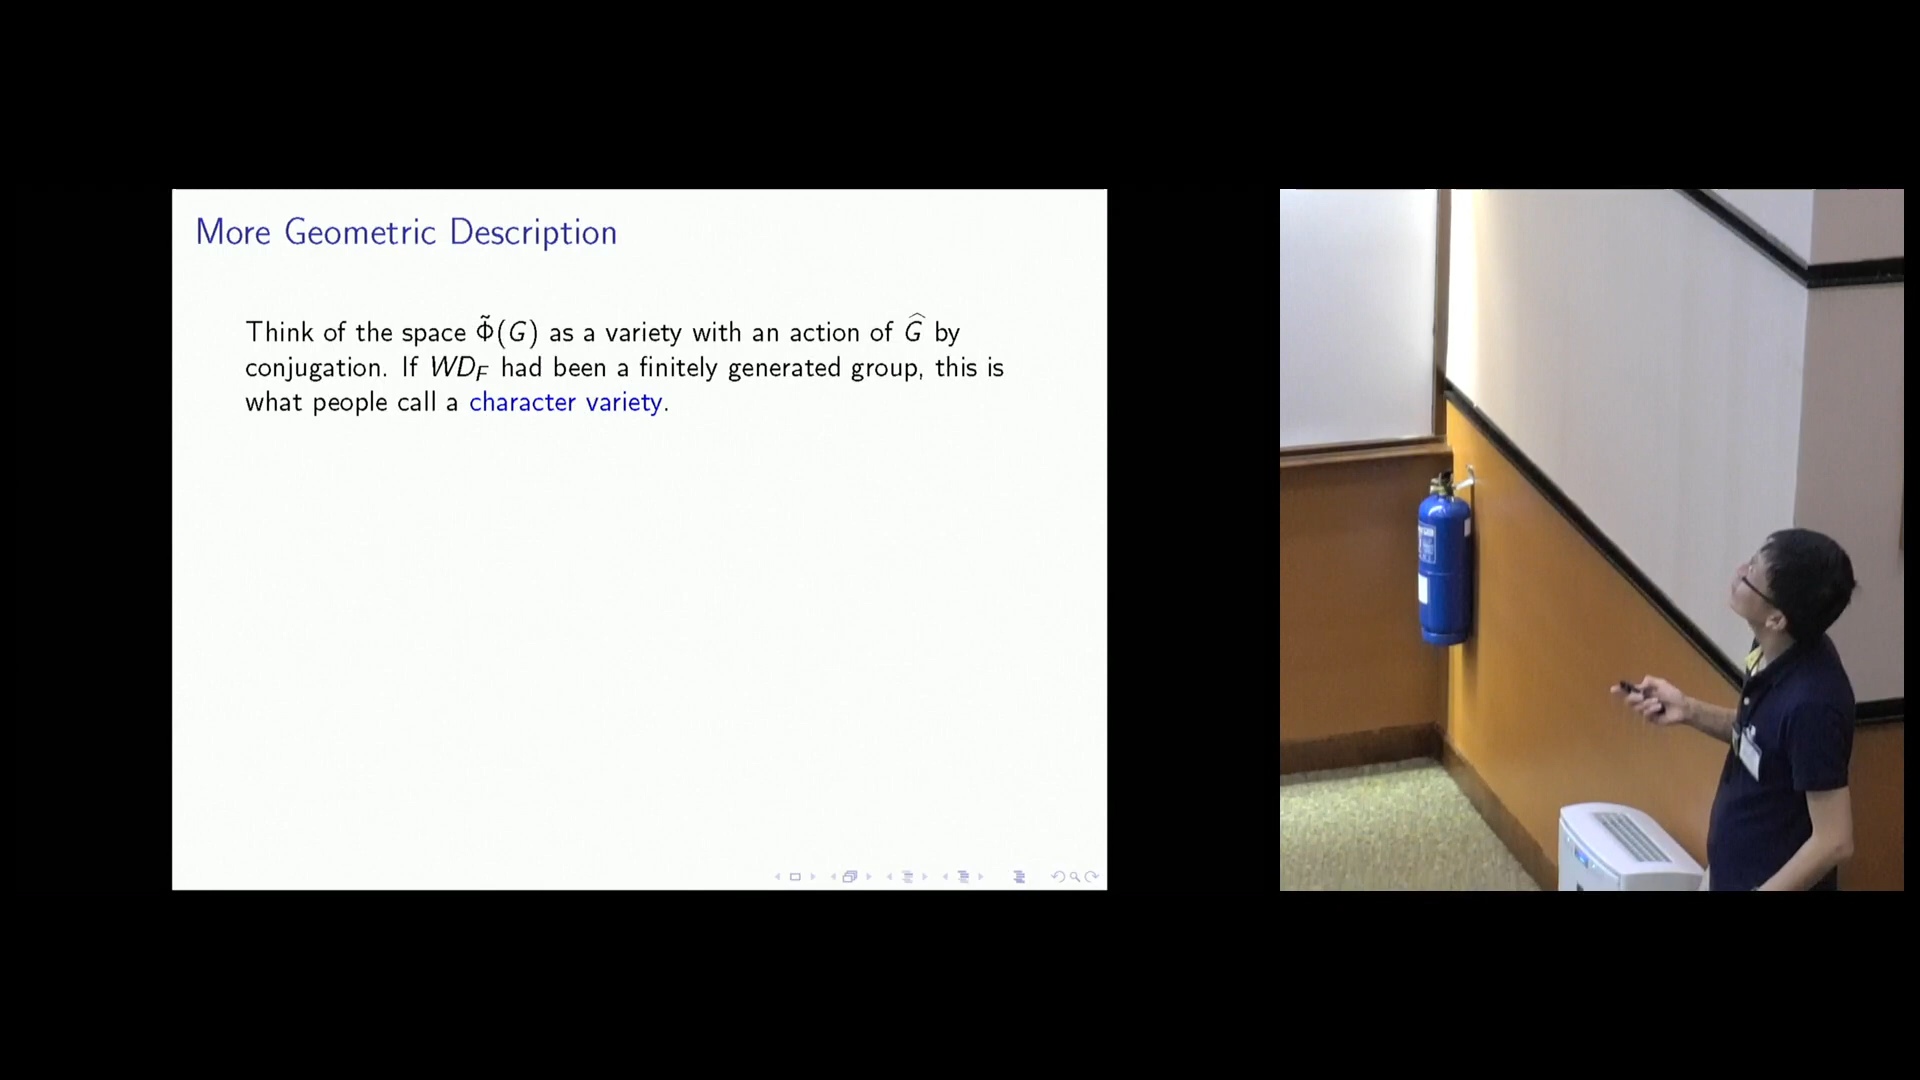 More Geometric Description
Think of the space Φ̃(G) as a variety with an action of Ĝ by
conjugation. If WD_F had been a finitely generated group, this is
what people call a character variety.